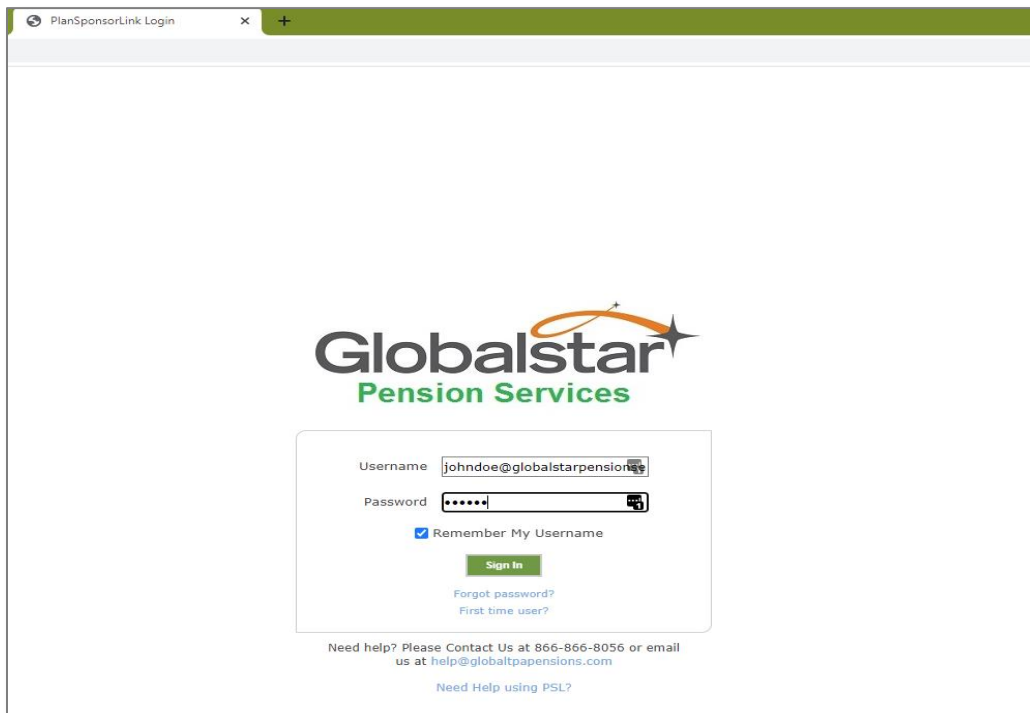 PlanSponsorLink Login
Globalstar
Pension Services
Username johndoe@globalstarpensionse
Password ••••••
Remember My Username
Sign In
Forgot password?
First time user?
Need help? Please Contact Us at 866-866-8056 or email
us at help@globaltpapensions.com
Need Help using PSL?